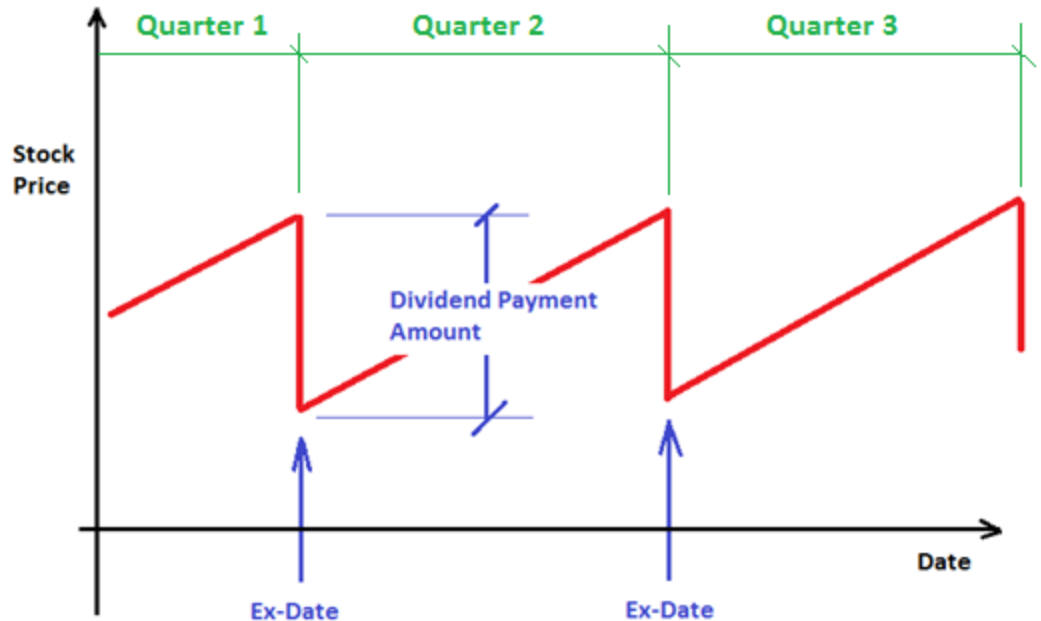 Quarter 1
Quarter 2
Quarter 3
Stock
Price
Dividend Payment
Amount
Date
Ex-Date
Ex-Date